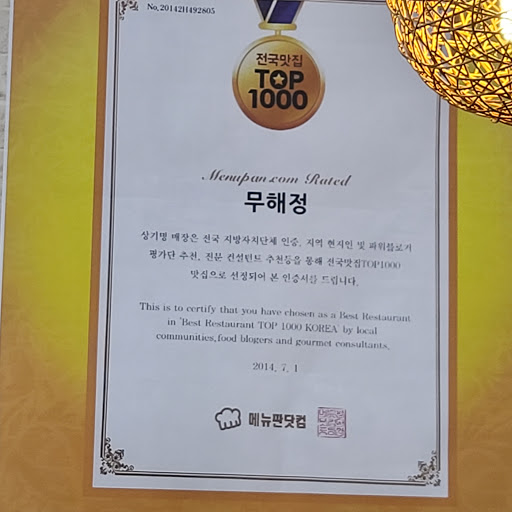 No.20142H492805
전국맛집
TOP
1000
Menupan.com Rated
무해정
상기명 매장은 전국 지방자치단체 인증, 지역 현지인 및 파워블로거
평가단 추천, 전문 컨설턴트 추천등을 통해 전국맛집TOP1000
맛집으로 선정되어 본 인증서를 드립니다.
This is to certify that you have chosen as a Best Restaurant
in 'Best Restaurant TOP 1000 KOREA' by local
communities,food blogers and gourmet consultants.
2014. 7. 1
메뉴판닷컴